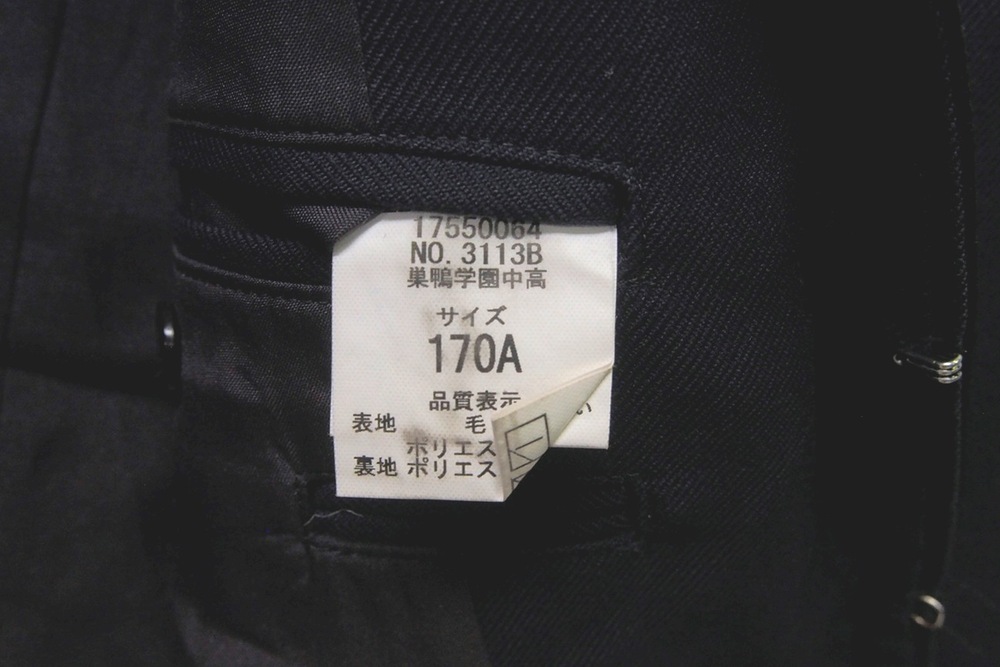 17550064
NO. 3113B
巣鴨学園中高
サイズ
170A
品質表示
表地 毛
ポリエス
裏地 ポリエス